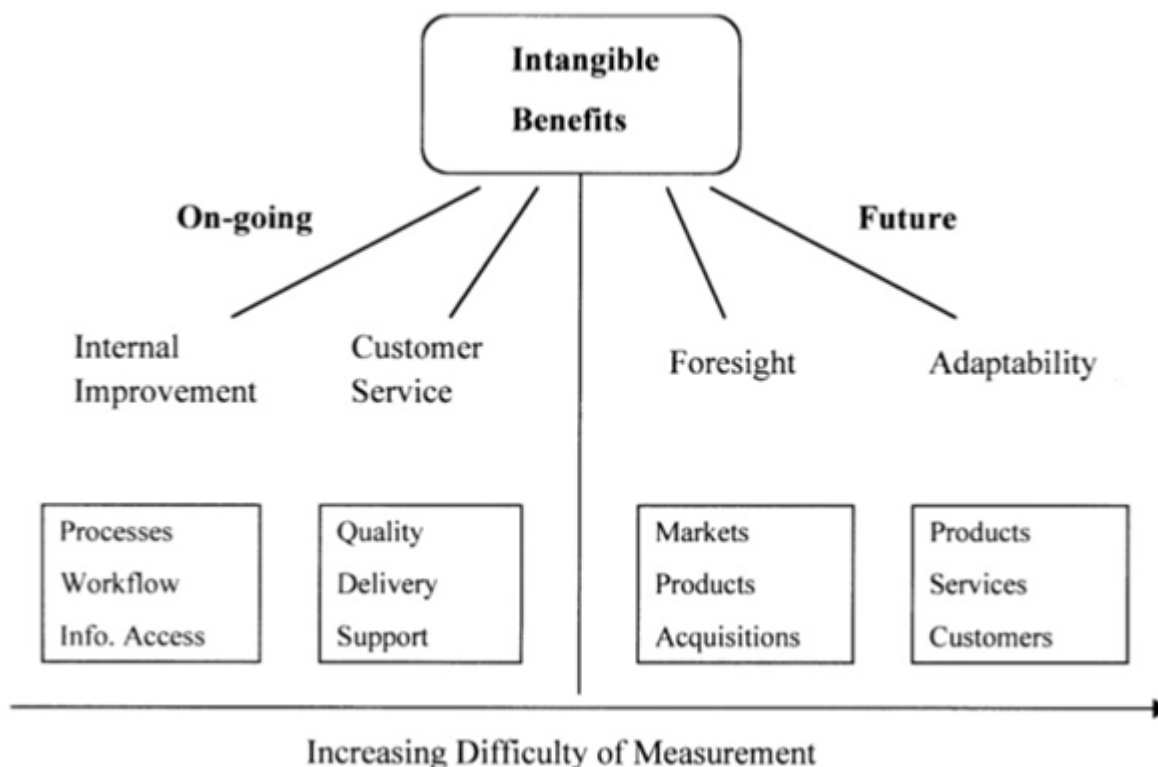 Intangible
Benefits
On-going
Future
Internal
Improvement
Customer
Service
Foresight
Adaptability
Processes
Workflow
Info. Access
Quality
Delivery
Support
Markets
Products
Acquisitions
Products
Services
Customers
Increasing Difficulty of Measurement